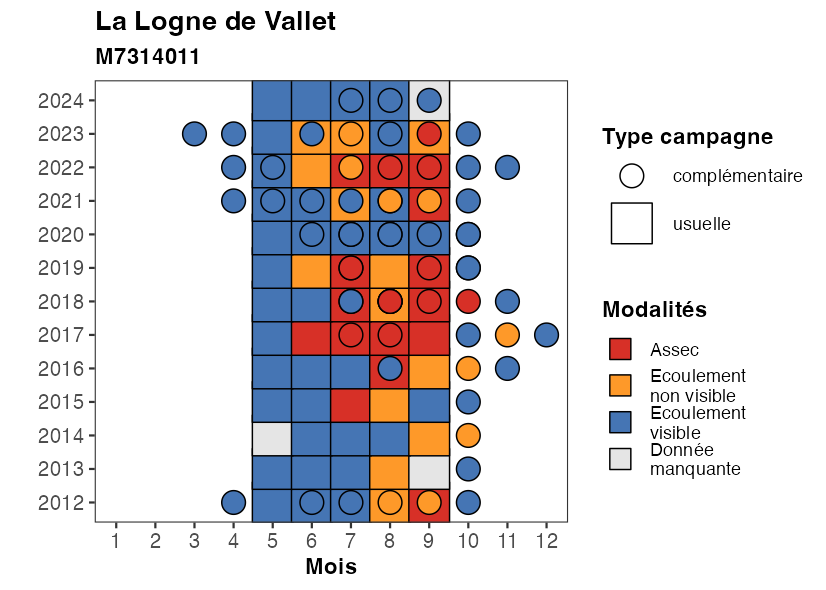 La Logne de Vallet
M7314011
2024
2023
2022
2021
2020
2019
2018
2017
2016
2015
2014
2013
2012
1 2 3 4 5 6 7 8 9 10 11 12
Mois
Type campagne
complémentaire
usuelle
Modalités
Assec
Ecoulement
non visible
Ecoulement
visible
Donnée
manquante